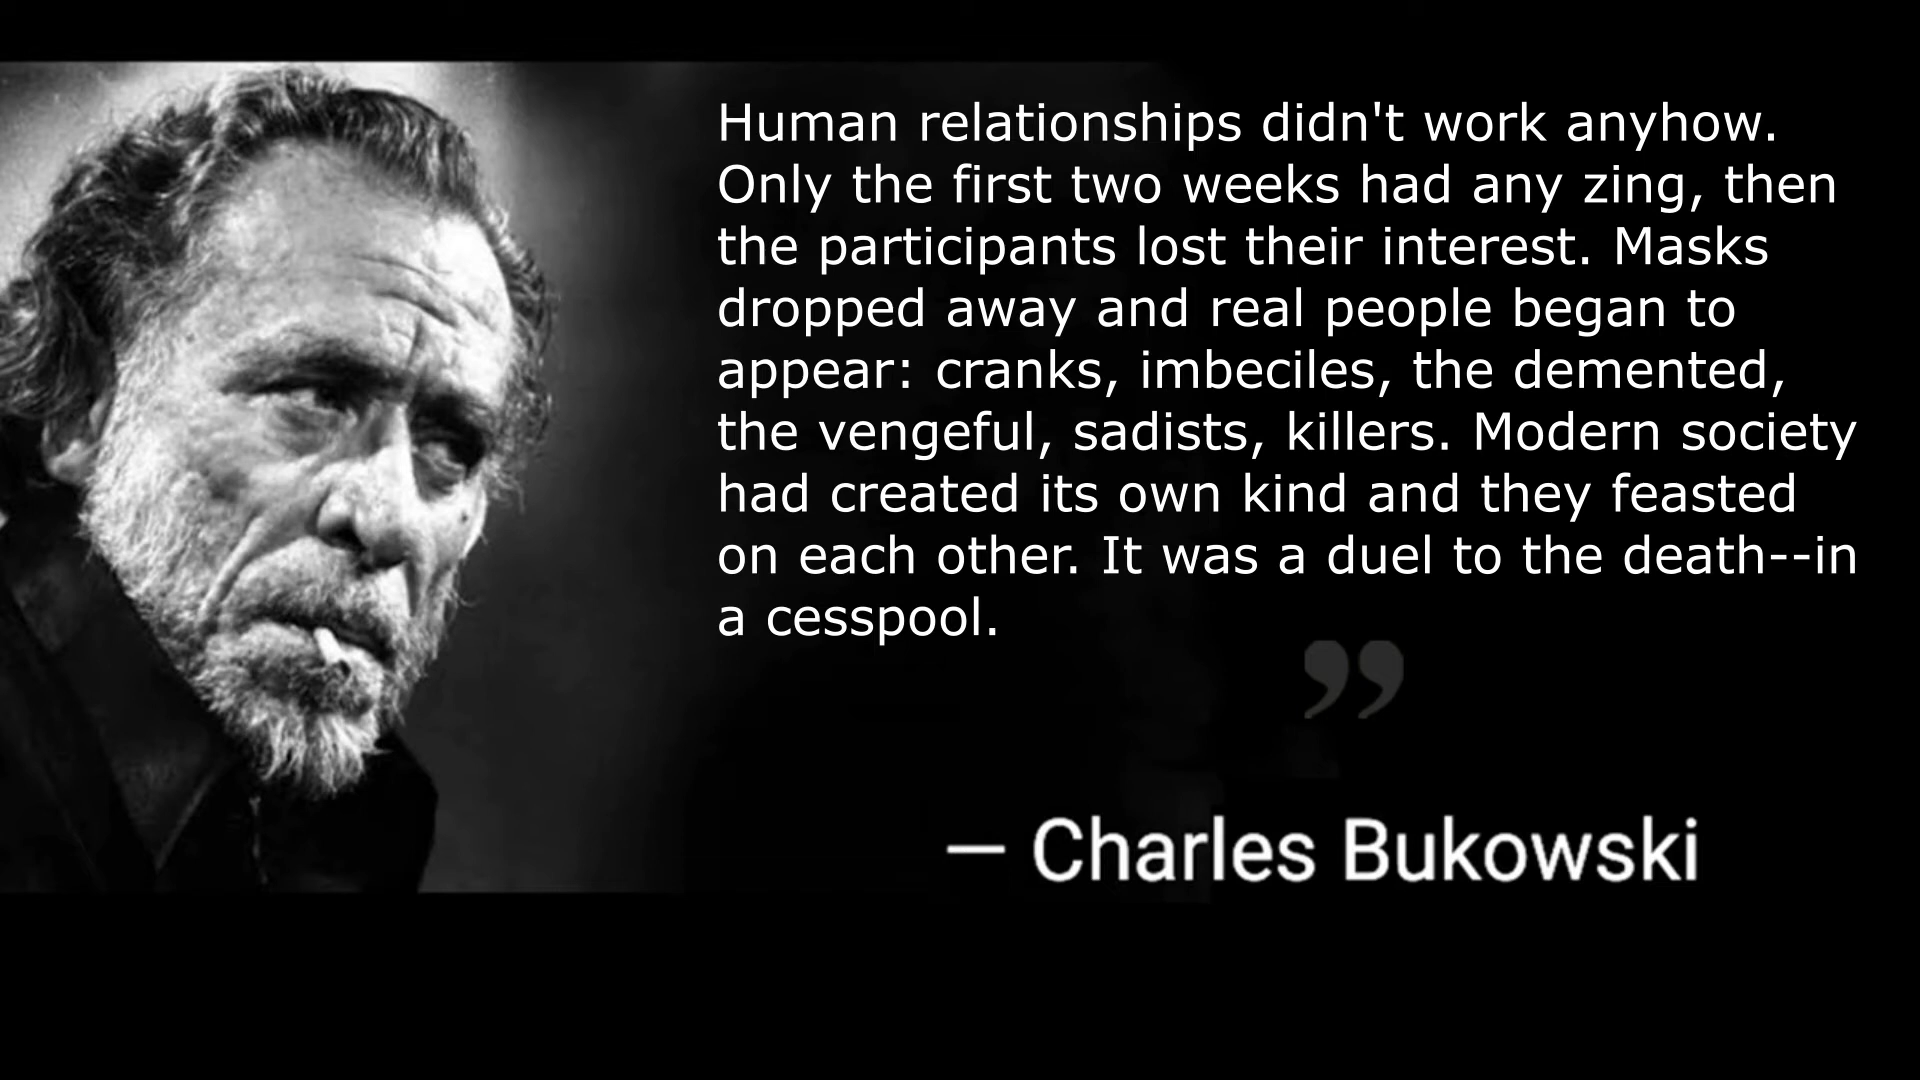 Human relationships didn't work anyhow.
Only the first two weeks had any zing, then
the participants lost their interest. Masks
dropped away and real people began to
appear: cranks, imbeciles, the demented,
the vengeful, sadists, killers. Modern society
had created its own kind and they feasted
on each other. It was a duel to the death--in
a cesspool.
”
— Charles Bukowski